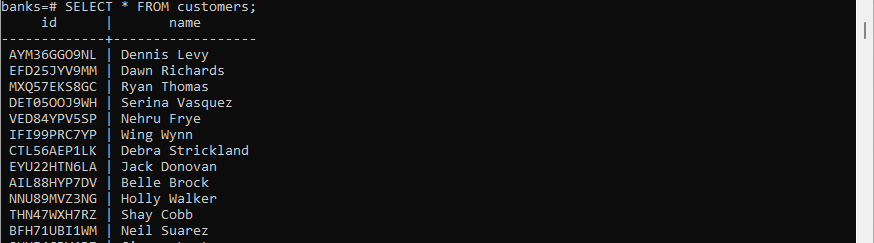 banks=# SELECT * FROM customers;
     id      |       name
-------------+------------------
 AYM36GGO9NL | Dennis Levy
 EFD25JYV9MM | Dawn Richards
 MXQ57EKS8GC | Ryan Thomas
 DET05OOJ9WH | Serina Vasquez
 VED84YPV5SP | Nehru Frye
 IFI99PRC7YP | Wing Wynn
 CTL56AEP1LK | Debra Strickland
 EYU22HTN6LA | Jack Donovan
 AIL88HYP7DV | Belle Brock
 NNU89MVZ3NG | Holly Walker
 THN47WXH7RZ | Shay Cobb
 BFH71UBI1WM | Neil Suarez